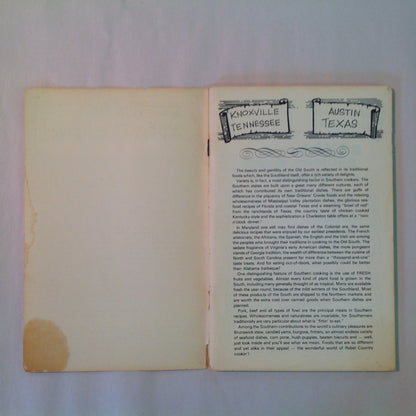 KNOXVILLE
TENNESSEE
AUSTIN
TEXAS
The beauty and gentility of the Old South is reflected in its traditional
foods which, like the Southland itself, offer a rich variety of delights.
Variety is, in fact, a most distinguishing factor in Southern cookery. The
Southern states are built upon a great many different cultures, each of
which has contributed its own traditional dishes. There are gulfs of
difference in the piquancy of New Orleans' Creole foods and the relaxing
wholesomeness of Mississippi Valley plantation dishes, the glorious sea-
food recipes of Florida and coastal Texas and a steaming "bowl of red"
from the ranchlands of Texas, the country taste of chicken cooked
Kentucky-style and the sophistication a Charleston table offers at a "two
o'clock dinner."
In Maryland one still may find dishes of the Colonial era, the same
delicious recipes that were enjoyed by our earliest presidents. The French
aristocrats, the Africans, the Spanish, the English and the Irish are among
the peoples who brought their traditions in cooking to the Old South. The
sedate fragrance of Virginia's early American dishes, the more youngest
islands of Georgia tradition, the wealth of difference between the cuisine of
North and South Carolina present far more than a "thousand-and-one"
taste treats. And for eating out-of-doors, what possibly could be better
than Alabama barbecue?
One distinguishing feature of Southern cooking is the use of FRESH
fruits and vegetables. Almost every kind of plant food is grown in the
South, including many generally thought of as tropical. Many are available
fresh the year round, because of the mild winters of the Southland. Most
of these products of the South are shipped to the Northern markets and
are worth the extra cost over canned goods when Southern dishes are
planned.
Pork, beef and all types of fowl are the principal meats in Southern
recipes. Wholesomeness and naturalness are invariable, for Southerners
traditionally are very particular about what is "fittin' to eat."
Among the Southern contributions to the world's culinary pleasures are
Brunswick stew, candied yams, burgoos, fritters, an almost endless variety
of seafood dishes, corn pone, hush puppies, beaten biscuits and — well,
just look inside and you'll see what we mean. Foods that are so different
and yet alike in their appeal — the wonderful world of Rebel Country
cookin'!